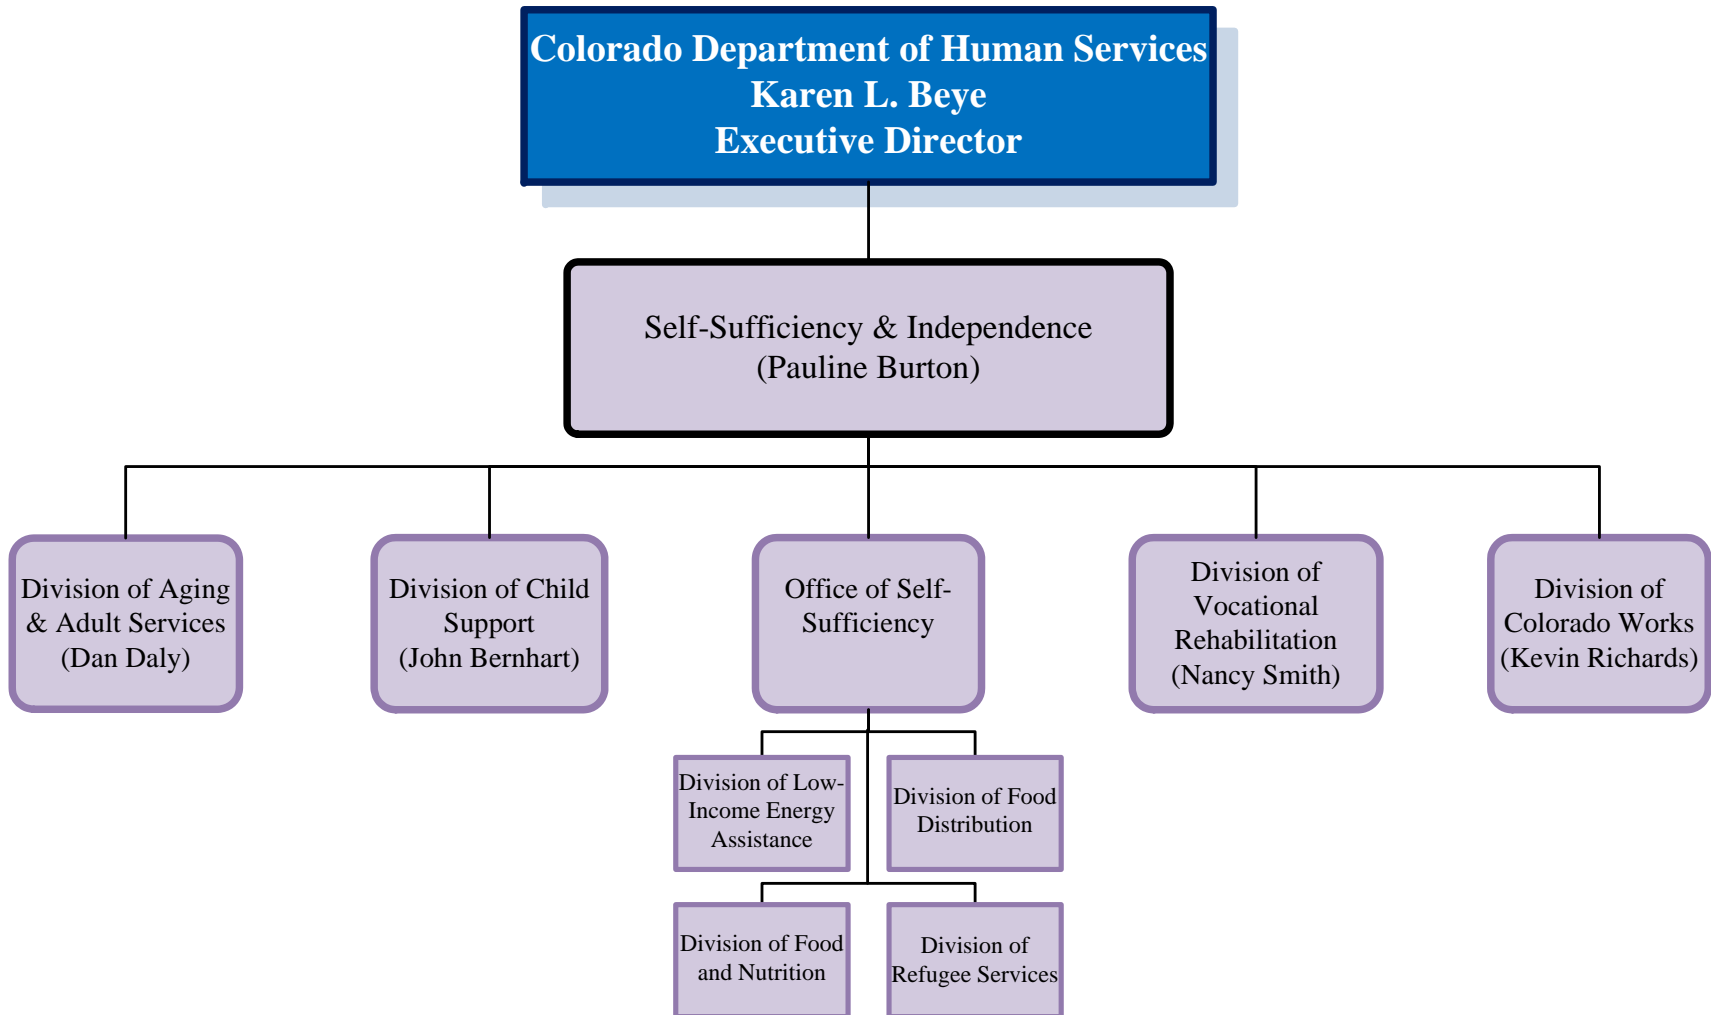 Colorado Department of Human Services
Karen L. Beye
Executive Director
Self-Sufficiency & Independence
(Pauline Burton)
Division of Aging
& Adult Services
(Dan Daly)
Division of Child
Support
(John Bernhart)
Office of Self-
Sufficiency
Division of
Vocational
Rehabilitation
(Nancy Smith)
Division of
Colorado Works
(Kevin Richards)
Division of Low-
Income Energy
Assistance
Division of Food
Distribution
Division of Food
and Nutrition
Division of
Refugee Services